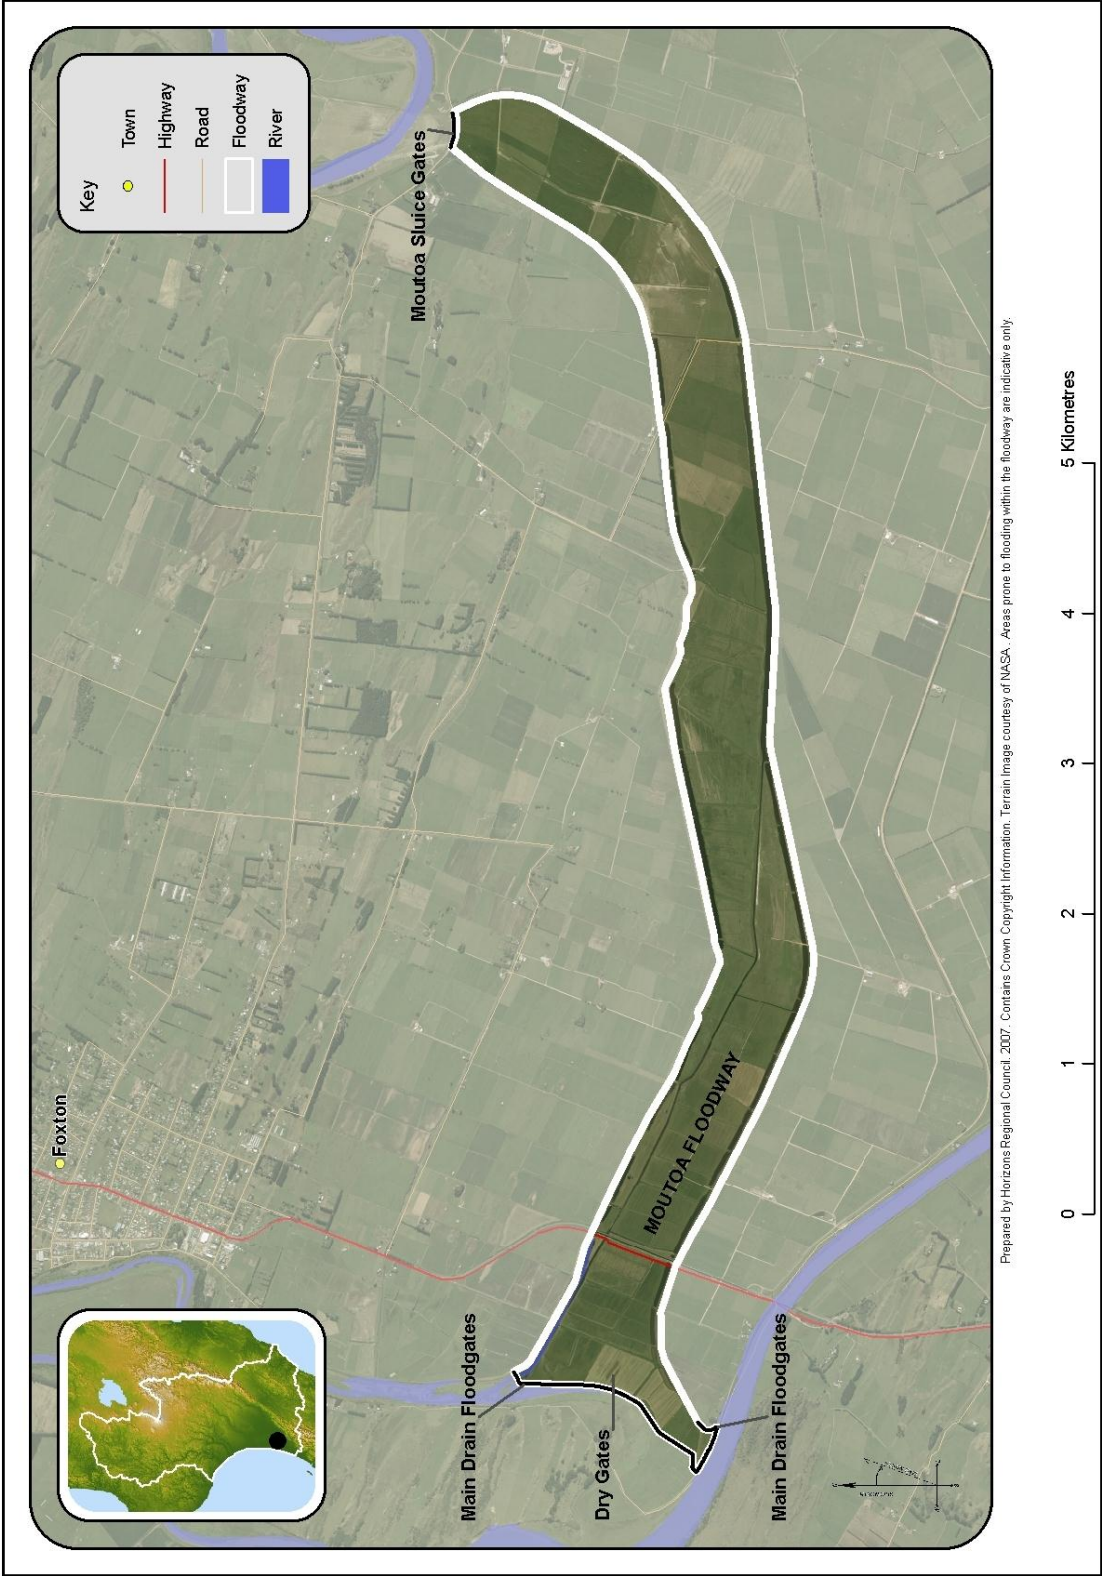 Key
Town
Highway
Road
Floodway
River
Foxton
Moutoa Sluice Gates
MOUTOA FLOODWAY
Main Drain Floodgates
Dry Gates
Main Drain Floodgates
Prepared by Horizons Regional Council, 2007. Contains Crown Copyright Information. Terrain Image courtesy of NASA. Areas prone to flooding within the floodway are indicative only.
0 1 2 3 4 5 Kilometres